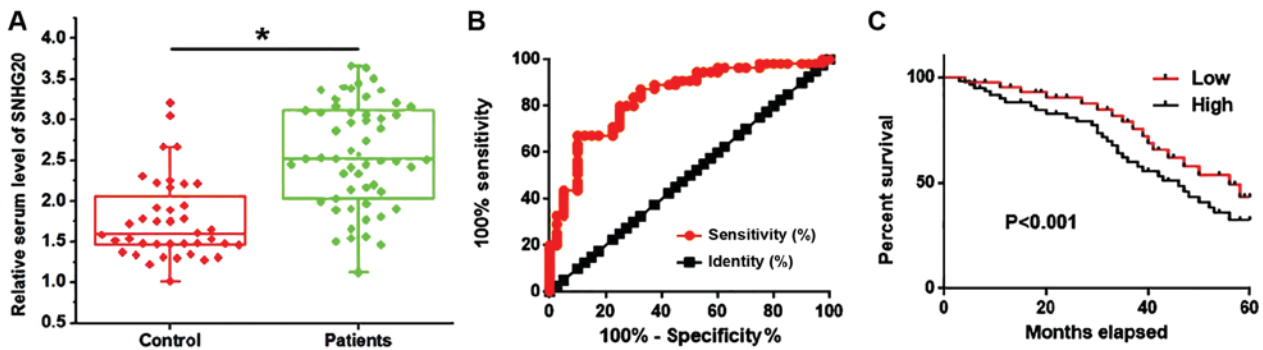 A
Relative serum level of SNHG20
4.0
3.5
3.0
2.5
2.0
1.5
1.0
0.5
*
Control
Patients
B
100% sensitivity
100
80
60
40
20
0
Sensitivity (%)
Identity (%)
0 20 40 60 80 100
100% - Specificity%
C
Percent survival
100
50
0
Low
High
P<0.001
0 20 40 60
Months elapsed